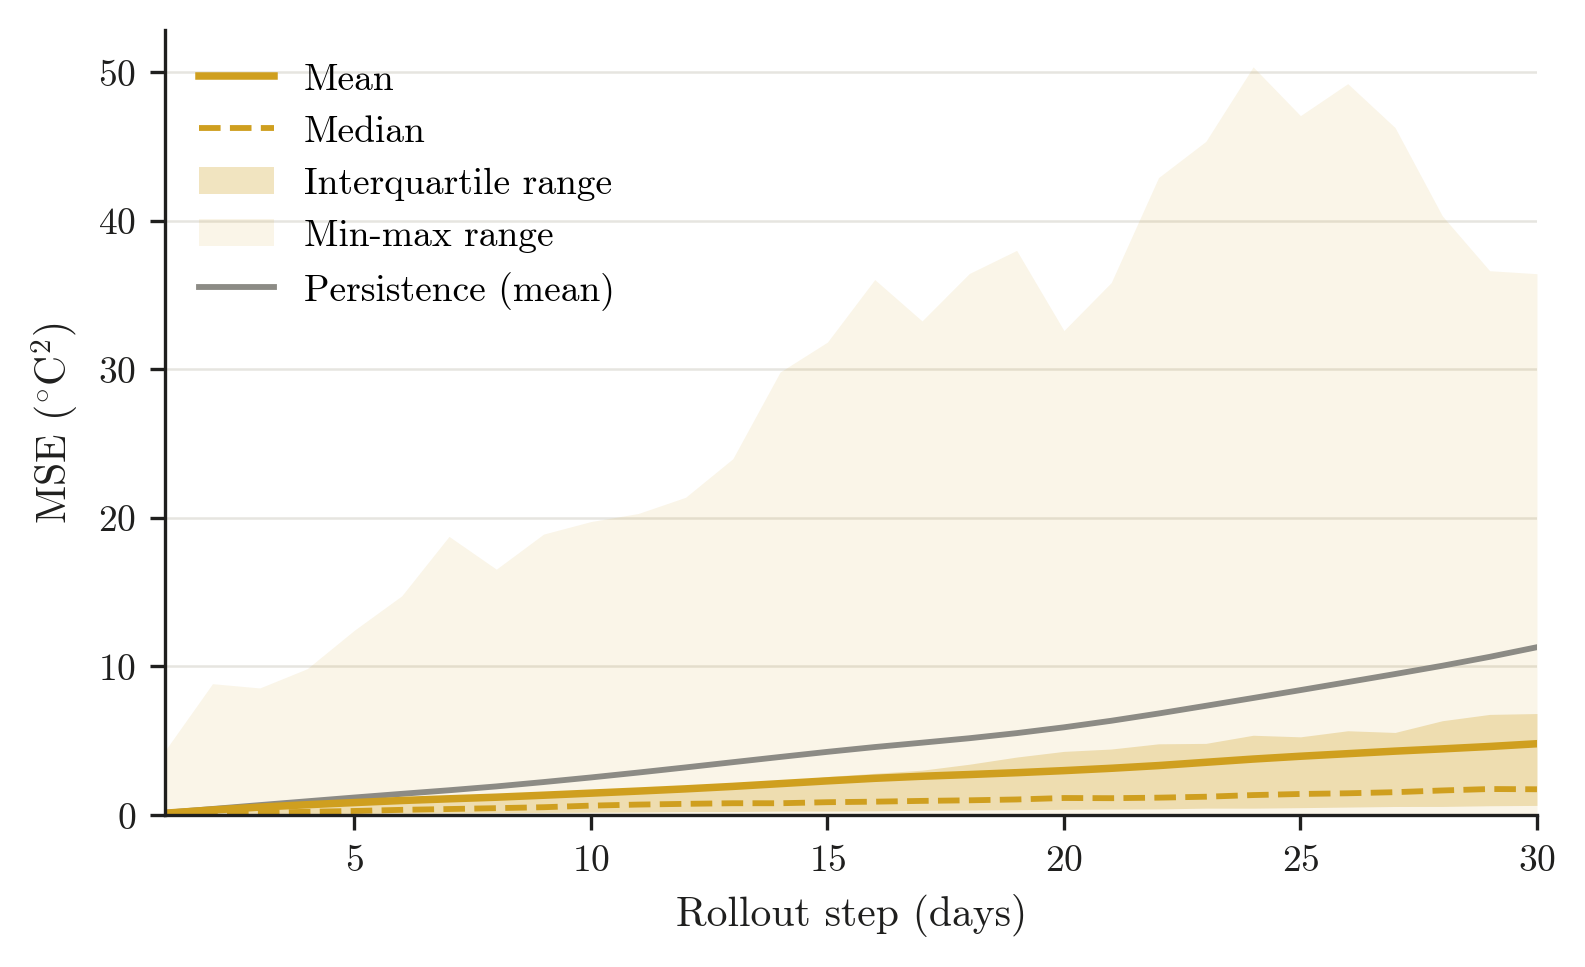 50
40
30
20
10
0
MSE (°C²)
Mean
Median
Interquartile range
Min-max range
Persistence (mean)
5 10 15 20 25 30
Rollout step (days)